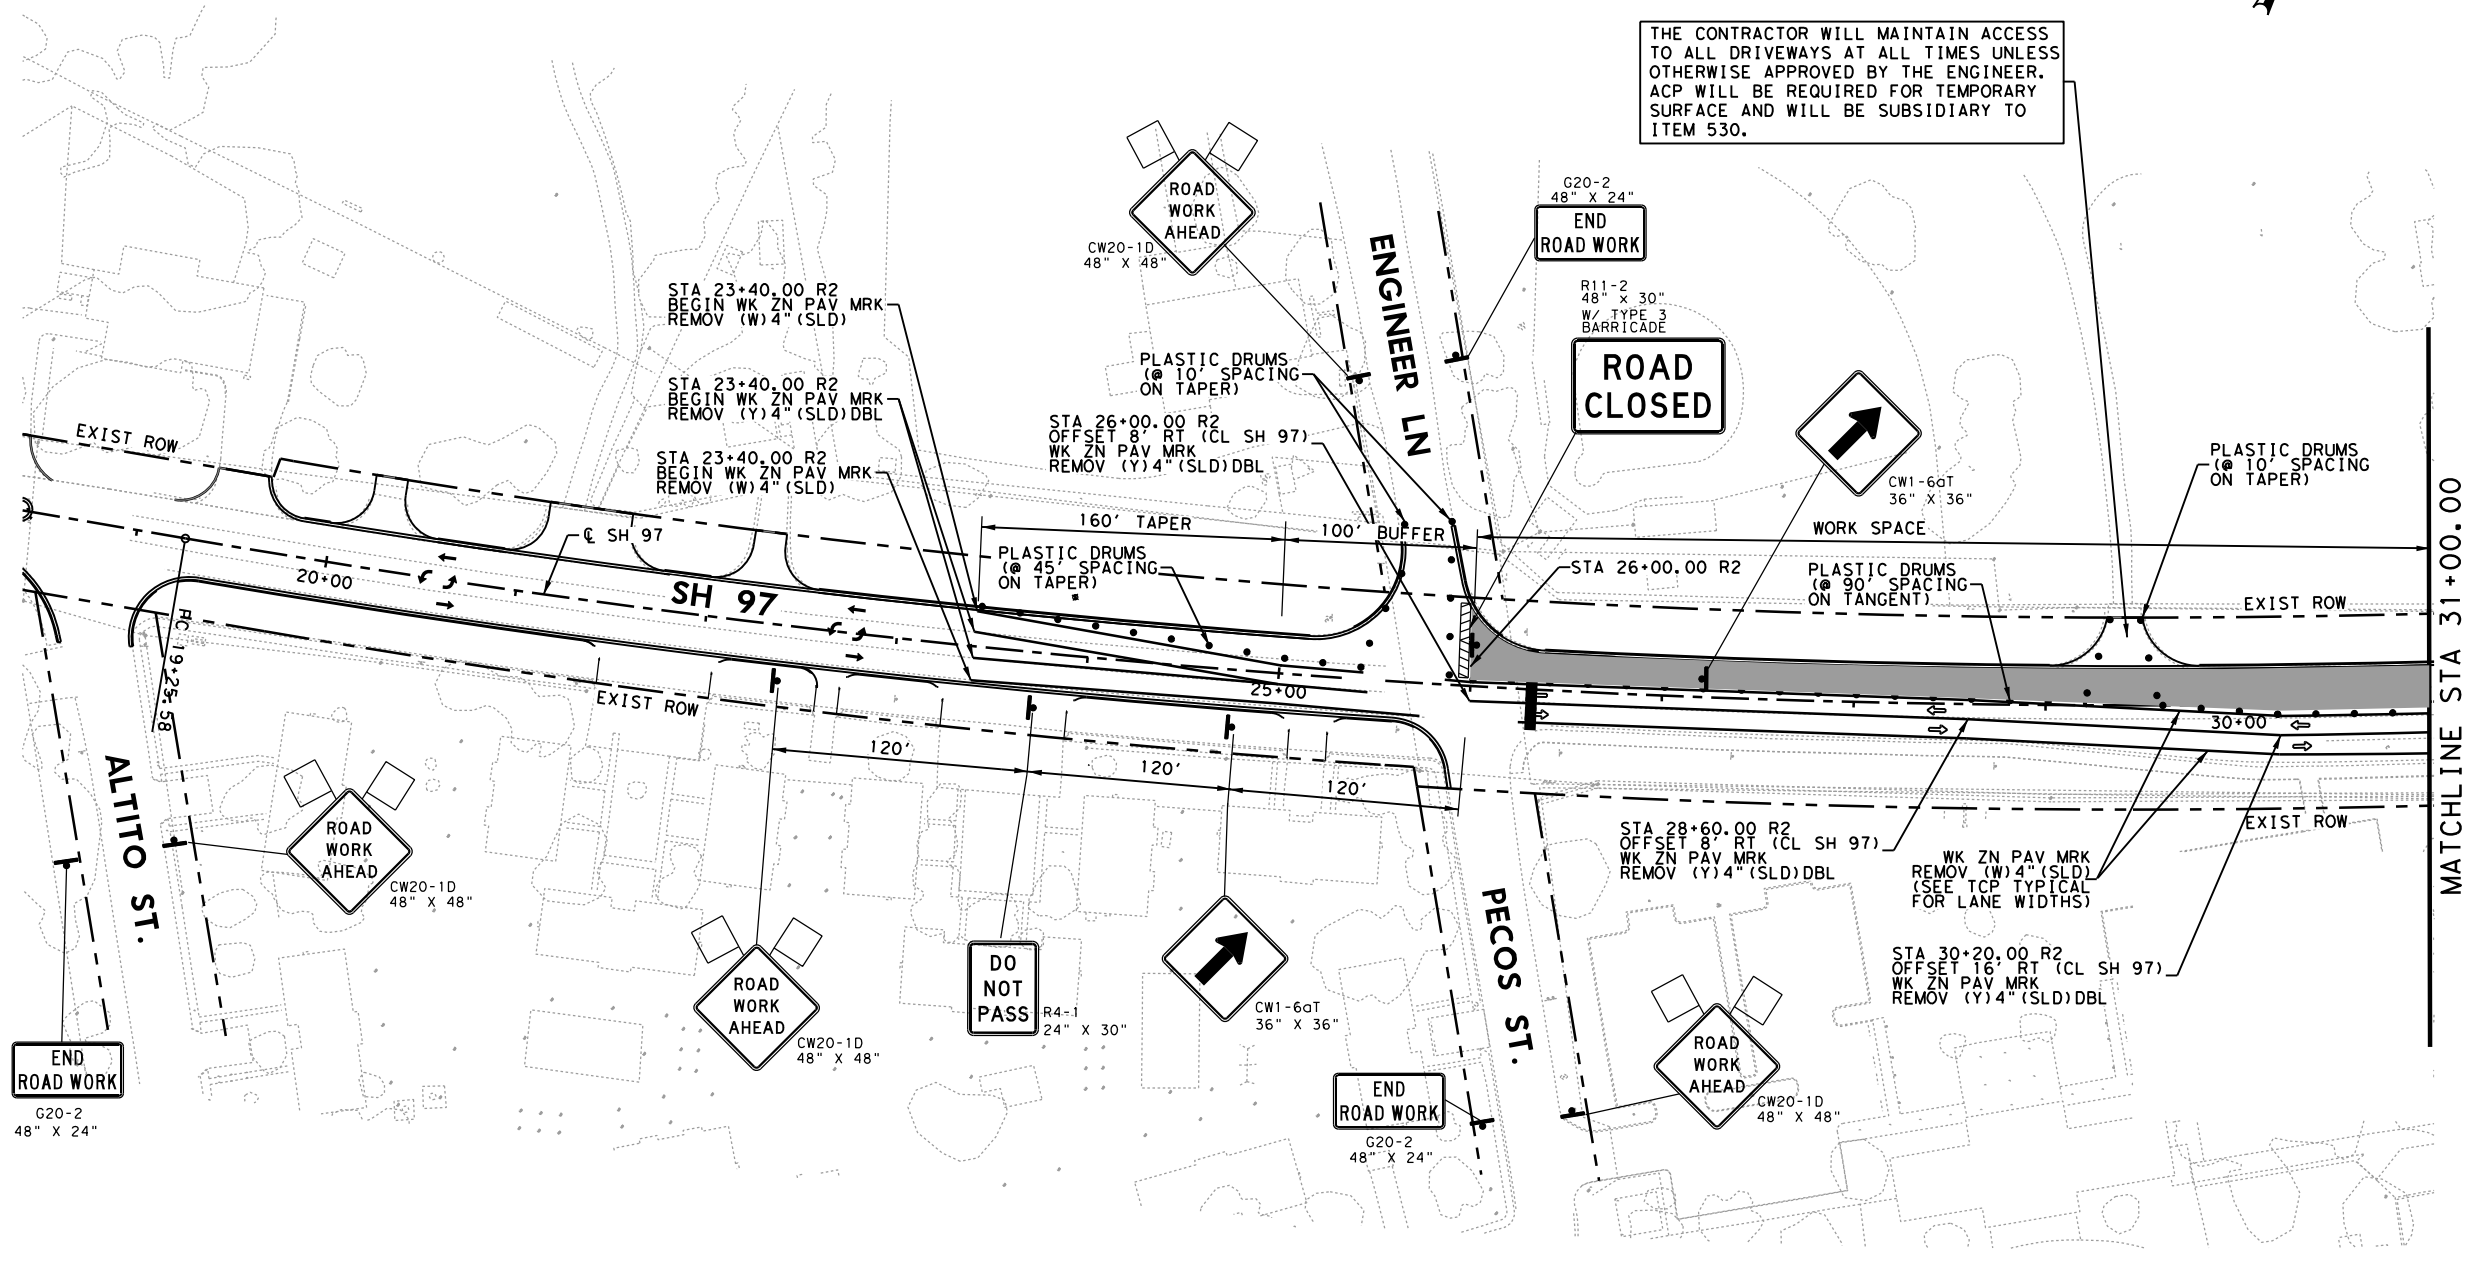 THE CONTRACTOR WILL MAINTAIN ACCESS
TO ALL DRIVEWAYS AT ALL TIMES UNLESS
OTHERWISE APPROVED BY THE ENGINEER.
ACP WILL BE REQUIRED FOR TEMPORARY
SURFACE AND WILL BE SUBSIDIARY TO
ITEM 530.
ROAD
WORK
AHEAD
CW20-1D
48" X 48"
ENGINEER LN
G20-2
48" X 24"
END
ROAD WORK
R11-2
48" x 30"
W/ TYPE 3
BARRICADE
ROAD
CLOSED
STA 23+40.00 R2
BEGIN WK ZN PAV MRK
REMOV (W)4"(SLD)
STA 23+40.00 R2
BEGIN WK ZN PAV MRK
REMOV (Y)4"(SLD)DBL
STA 23+40.00 R2
BEGIN WK ZN PAV MRK
REMOV (W)4"(SLD)
PLASTIC DRUMS
(@ 10' SPACING
ON TAPER)
STA 26+00.00 R2
OFFSET 8' RT (CL SH 97)
WK ZN PAV MRK
REMOV (Y)4"(SLD)DBL
CW1-6aT
36" X 36"
PLASTIC DRUMS
(@ 10' SPACING
ON TAPER)
EXIST ROW
℄ SH 97
160' TAPER
100' BUFFER
WORK SPACE
PLASTIC DRUMS
(@ 45' SPACING
ON TAPER)
STA 26+00.00 R2
PLASTIC DRUMS
(@ 90' SPACING
ON TANGENT)
EXIST ROW
MATCHLINE STA 31+00.00
20+00
SH 97
PC 19+23.58
EXIST ROW
25+00
30+00
120'
120'
120'
EXIST ROW
ALTITO ST.
ROAD
WORK
AHEAD
CW20-1D
48" X 48"
STA 28+60.00 R2
OFFSET 8' RT (CL SH 97)
WK ZN PAV MRK
REMOV (Y)4"(SLD)DBL
WK ZN PAV MRK
REMOV (W)4"(SLD)
(SEE TCP TYPICAL
FOR LANE WIDTHS)
STA 30+20.00 R2
OFFSET 16' RT (CL SH 97)
WK ZN PAV MRK
REMOV (Y)4"(SLD)DBL
PECOS ST.
ROAD
WORK
AHEAD
CW20-1D
48" X 48"
DO
NOT
PASS
R4-1
24" X 30"
CW1-6aT
36" X 36"
END
ROAD WORK
G20-2
48" X 24"
END
ROAD WORK
G20-2
48" X 24"
ROAD
WORK
AHEAD
CW20-1D
48" X 48"